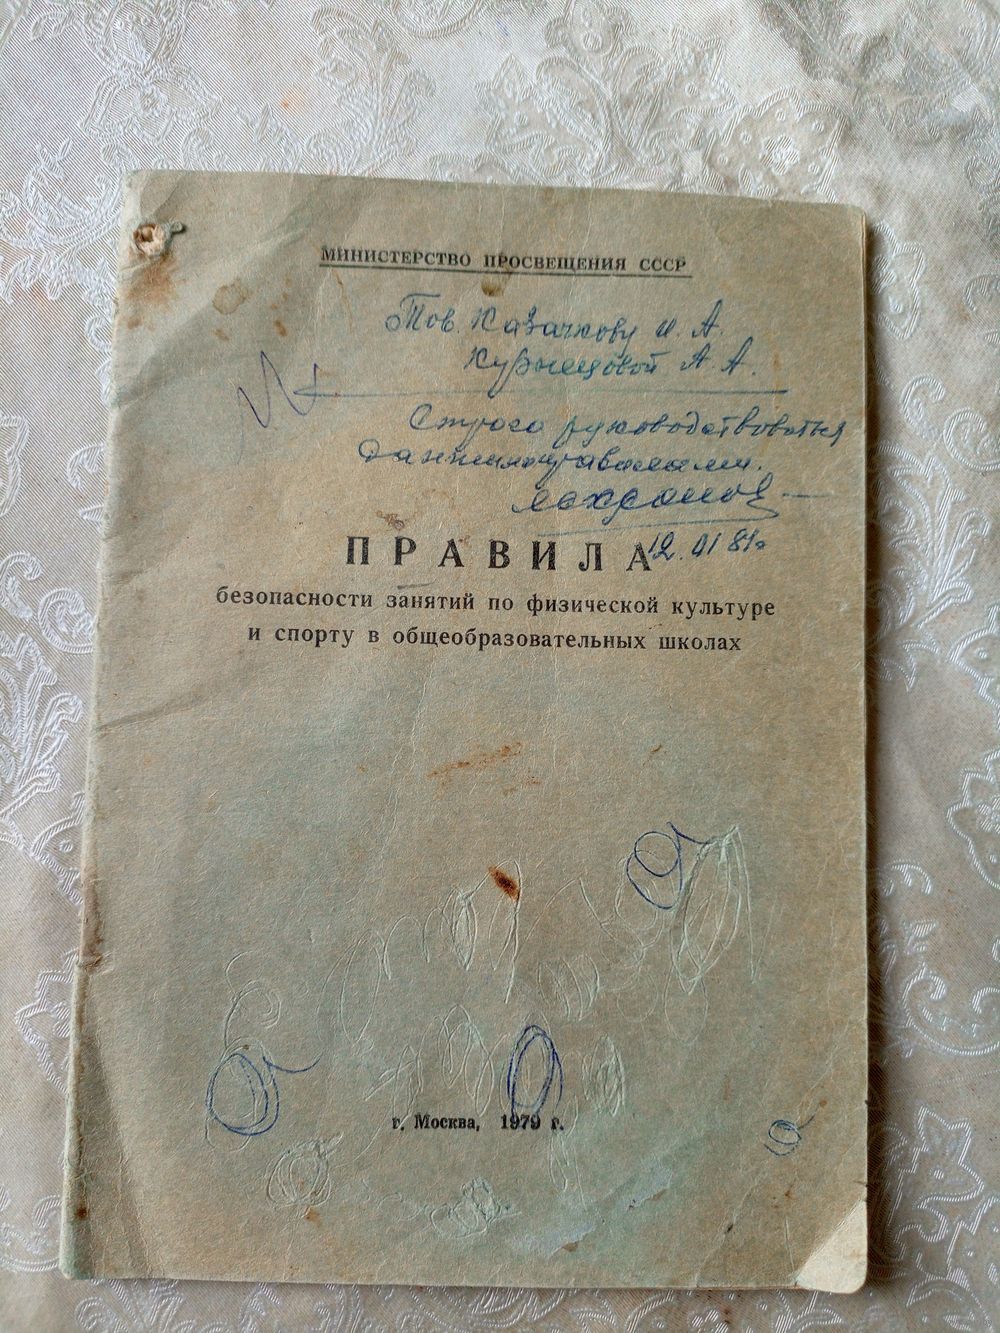 МИНИСТЕРСТВО ПРОСВЕЩЕНИЯ СССР
Тов. Казачкову И. А.
Курнецовой А. А.
Строго руководствоваться
данными правилами.
12.01 81г
ПРАВИЛА
безопасности занятий по физической культуре
и спорту в общеобразовательных школах
г. Москва, 1979 г.